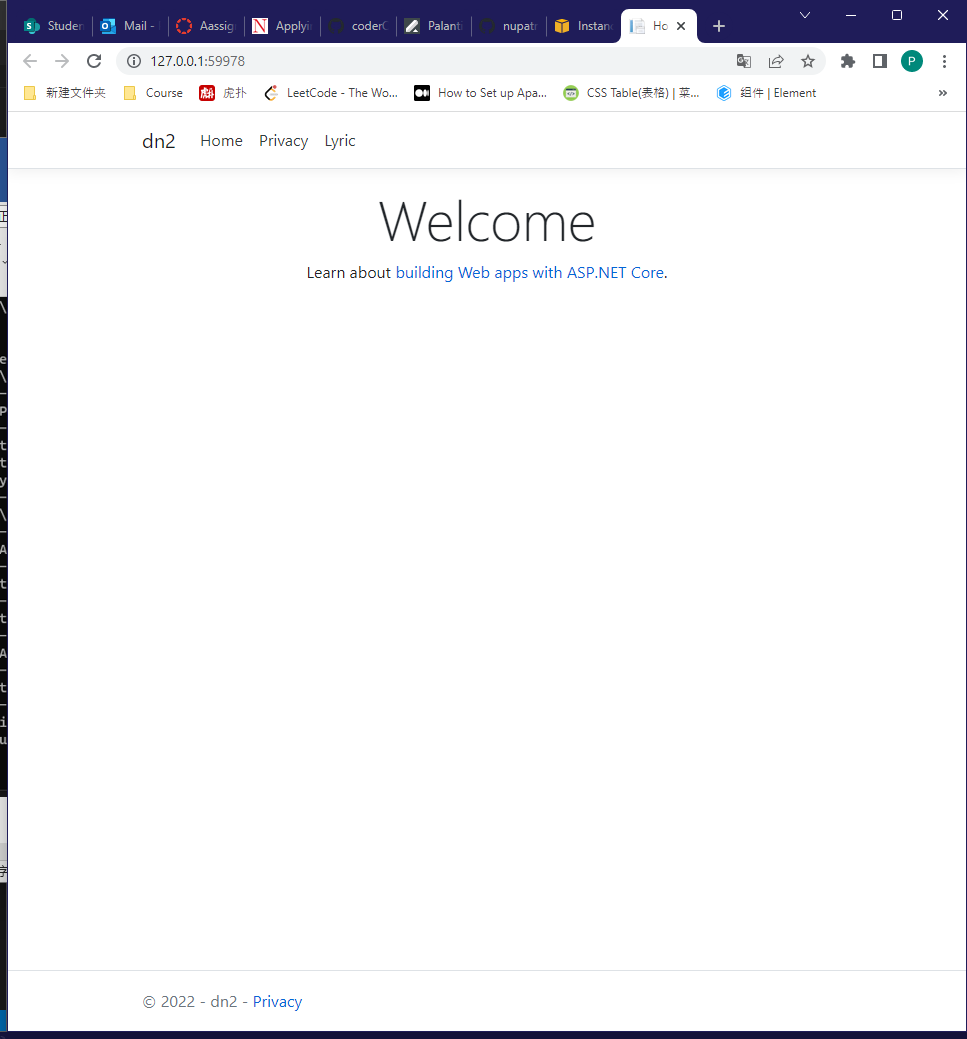 Studen
Mail -
Aassig
Applyi
coderC
Palant
nupatr
Instanc
Ho
127.0.0.1:59978
P
新建文件夹
Course
虎扑
LeetCode - The Wo...
How to Set up Apa...
CSS Table(表格) | 菜...
组件 | Element
»
dn2
Home
Privacy
Lyric
Welcome
Learn about building Web apps with ASP.NET Core.
© 2022 - dn2 - Privacy